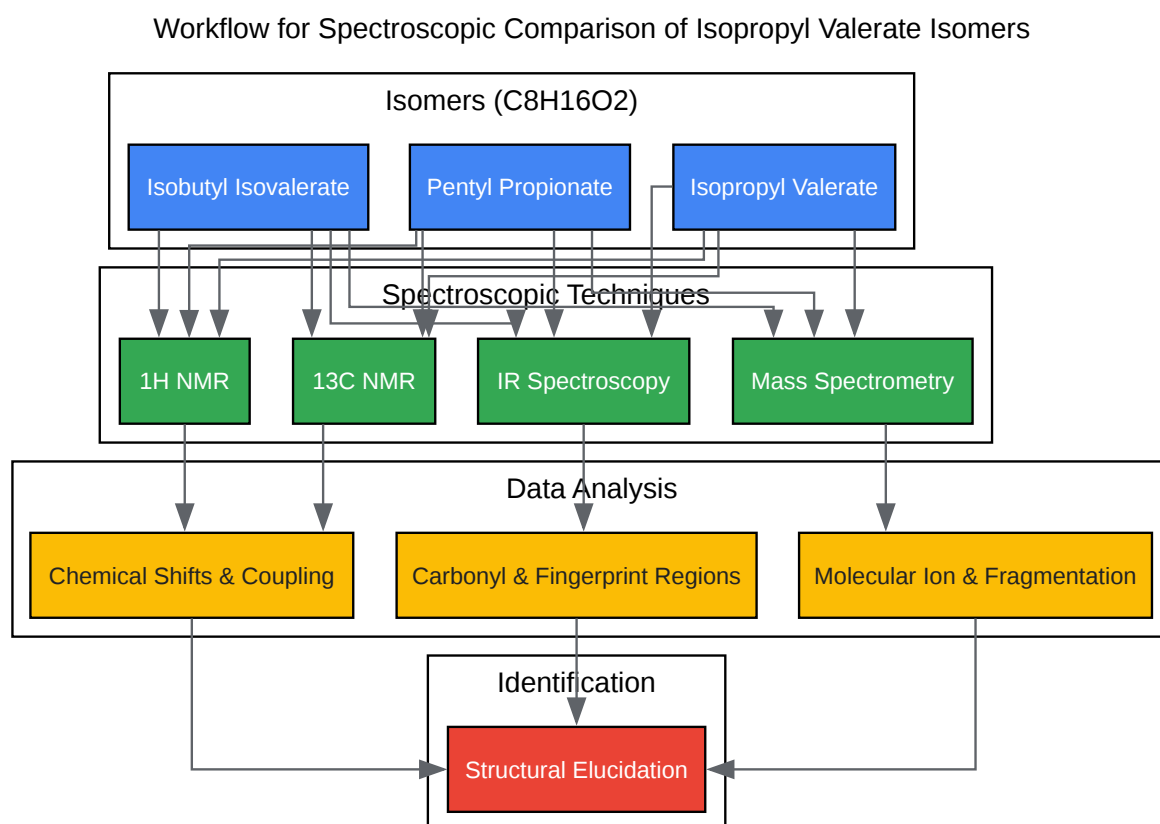 Workflow for Spectroscopic Comparison of Isopropyl Valerate Isomers
Isomers (C8H16O2)
Isobutyl Isovalerate
Pentyl Propionate
Isopropyl Valerate
Spectroscopic Techniques
1H NMR
13C NMR
IR Spectroscopy
Mass Spectrometry
Data Analysis
Chemical Shifts & Coupling
Carbonyl & Fingerprint Regions
Molecular Ion & Fragmentation
Identification
Structural Elucidation